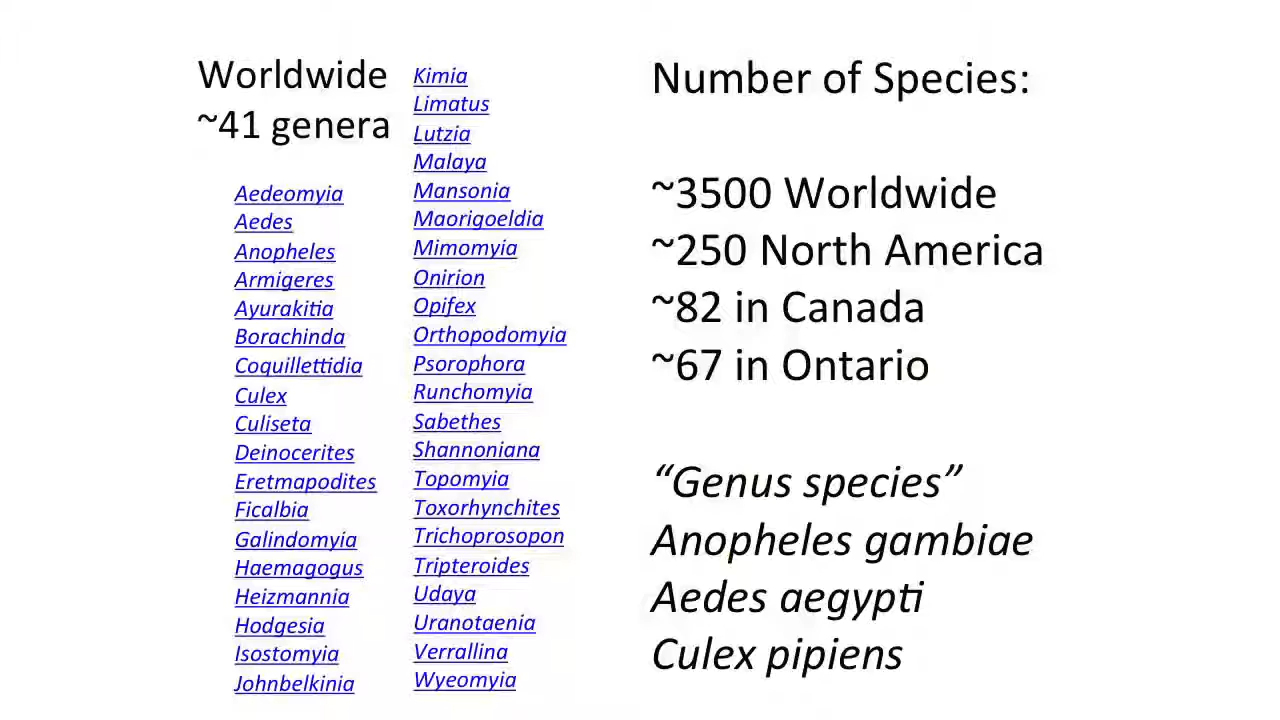 Worldwide
~41 genera
Aedeomyia
Aedes
Anopheles
Armigeres
Ayurakitia
Borachinda
Coquillettidia
Culex
Culiseta
Deinocerites
Eretmapodites
Ficalbia
Galindomyia
Haemagogus
Heizmannia
Hodgesia
Isostomyia
Johnbelkinia
Kimia
Limatus
Lutzia
Malaya
Mansonia
Maorigoeldia
Mimomyia
Onirion
Opifex
Orthopodomyia
Psorophora
Runchomyia
Sabethes
Shannoniana
Topomyia
Toxorhynchites
Trichoprosopon
Tripteroides
Udaya
Uranotaenia
Verrallina
Wyeomyia
Number of Species:
~3500 Worldwide
~250 North America
~82 in Canada
~67 in Ontario
“Genus species”
Anopheles gambiae
Aedes aegypti
Culex pipiens